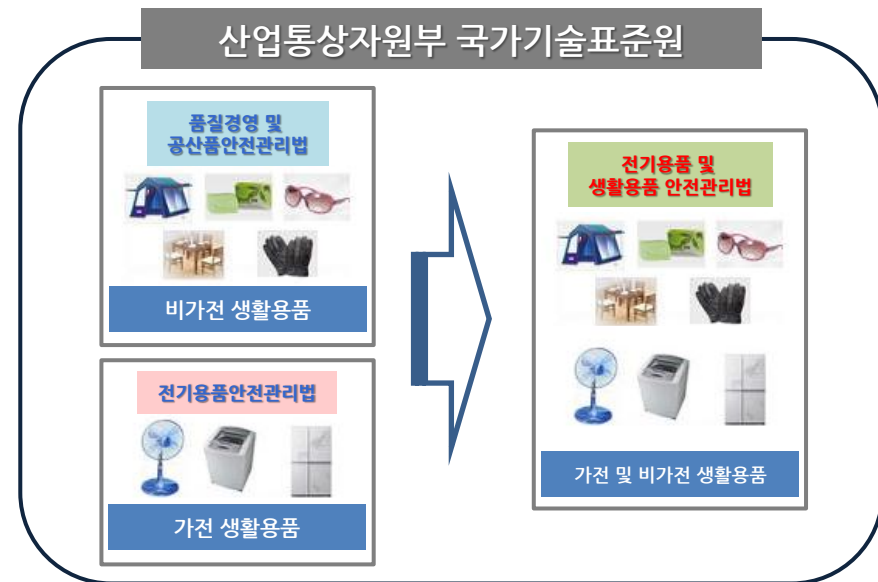 산업통상자원부 국가기술표준원
품질경영 및
공산품안전관리법
비가전 생활용품
전기용품안전관리법
가전 생활용품
전기용품 및
생활용품 안전관리법
가전 및 비가전 생활용품